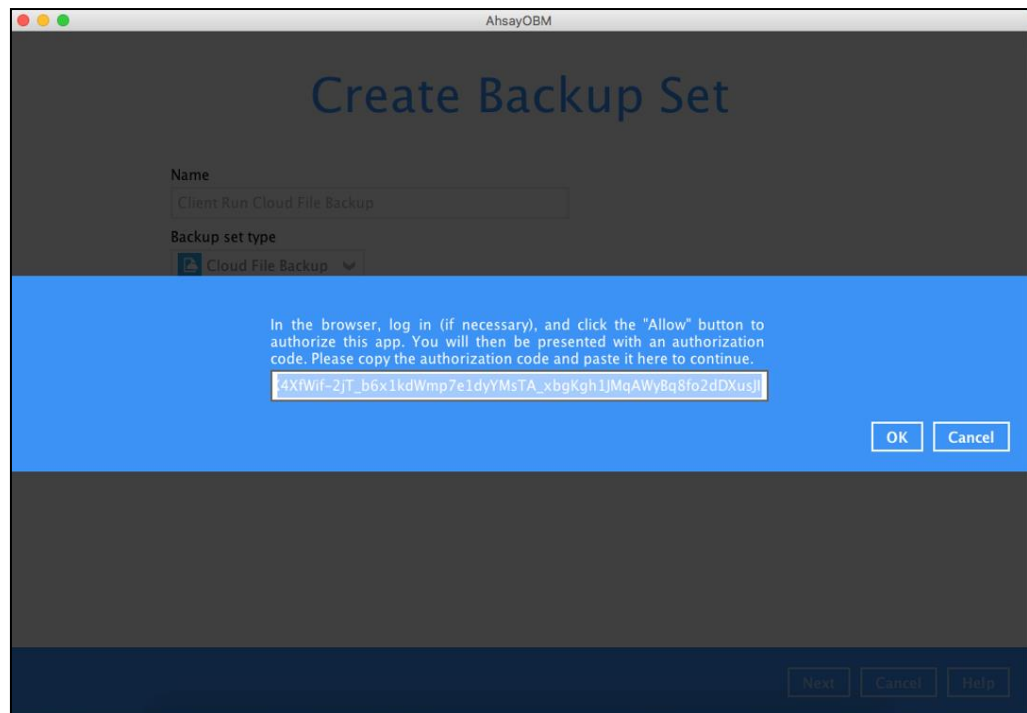 AhsayOBM
Create Backup Set
Name
Client Run Cloud File Backup
Backup set type
Cloud File Backup
In the browser, log in (if necessary), and click the "Allow" button to
authorize this app. You will then be presented with an authorization
code. Please copy the authorization code and paste it here to continue.
4XfWif-2jT_b6x1kdWmp7e1dyYMsTA_xbgKgh1JMqAWyBq8fo2dDXusJI
OK Cancel
Next Cancel Help